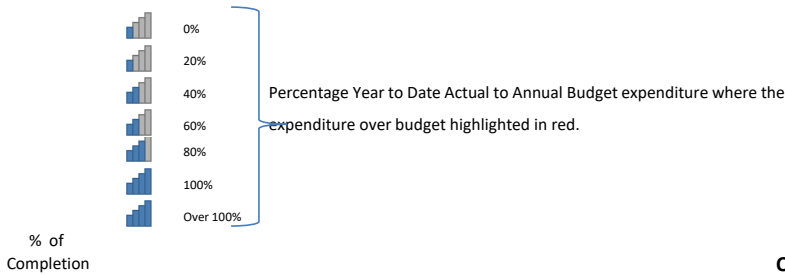 0%
20%
40%
Percentage Year to Date Actual to Annual Budget expenditure where the
60%
expenditure over budget highlighted in red.
80%
100%
Over 100%
% of
Completion